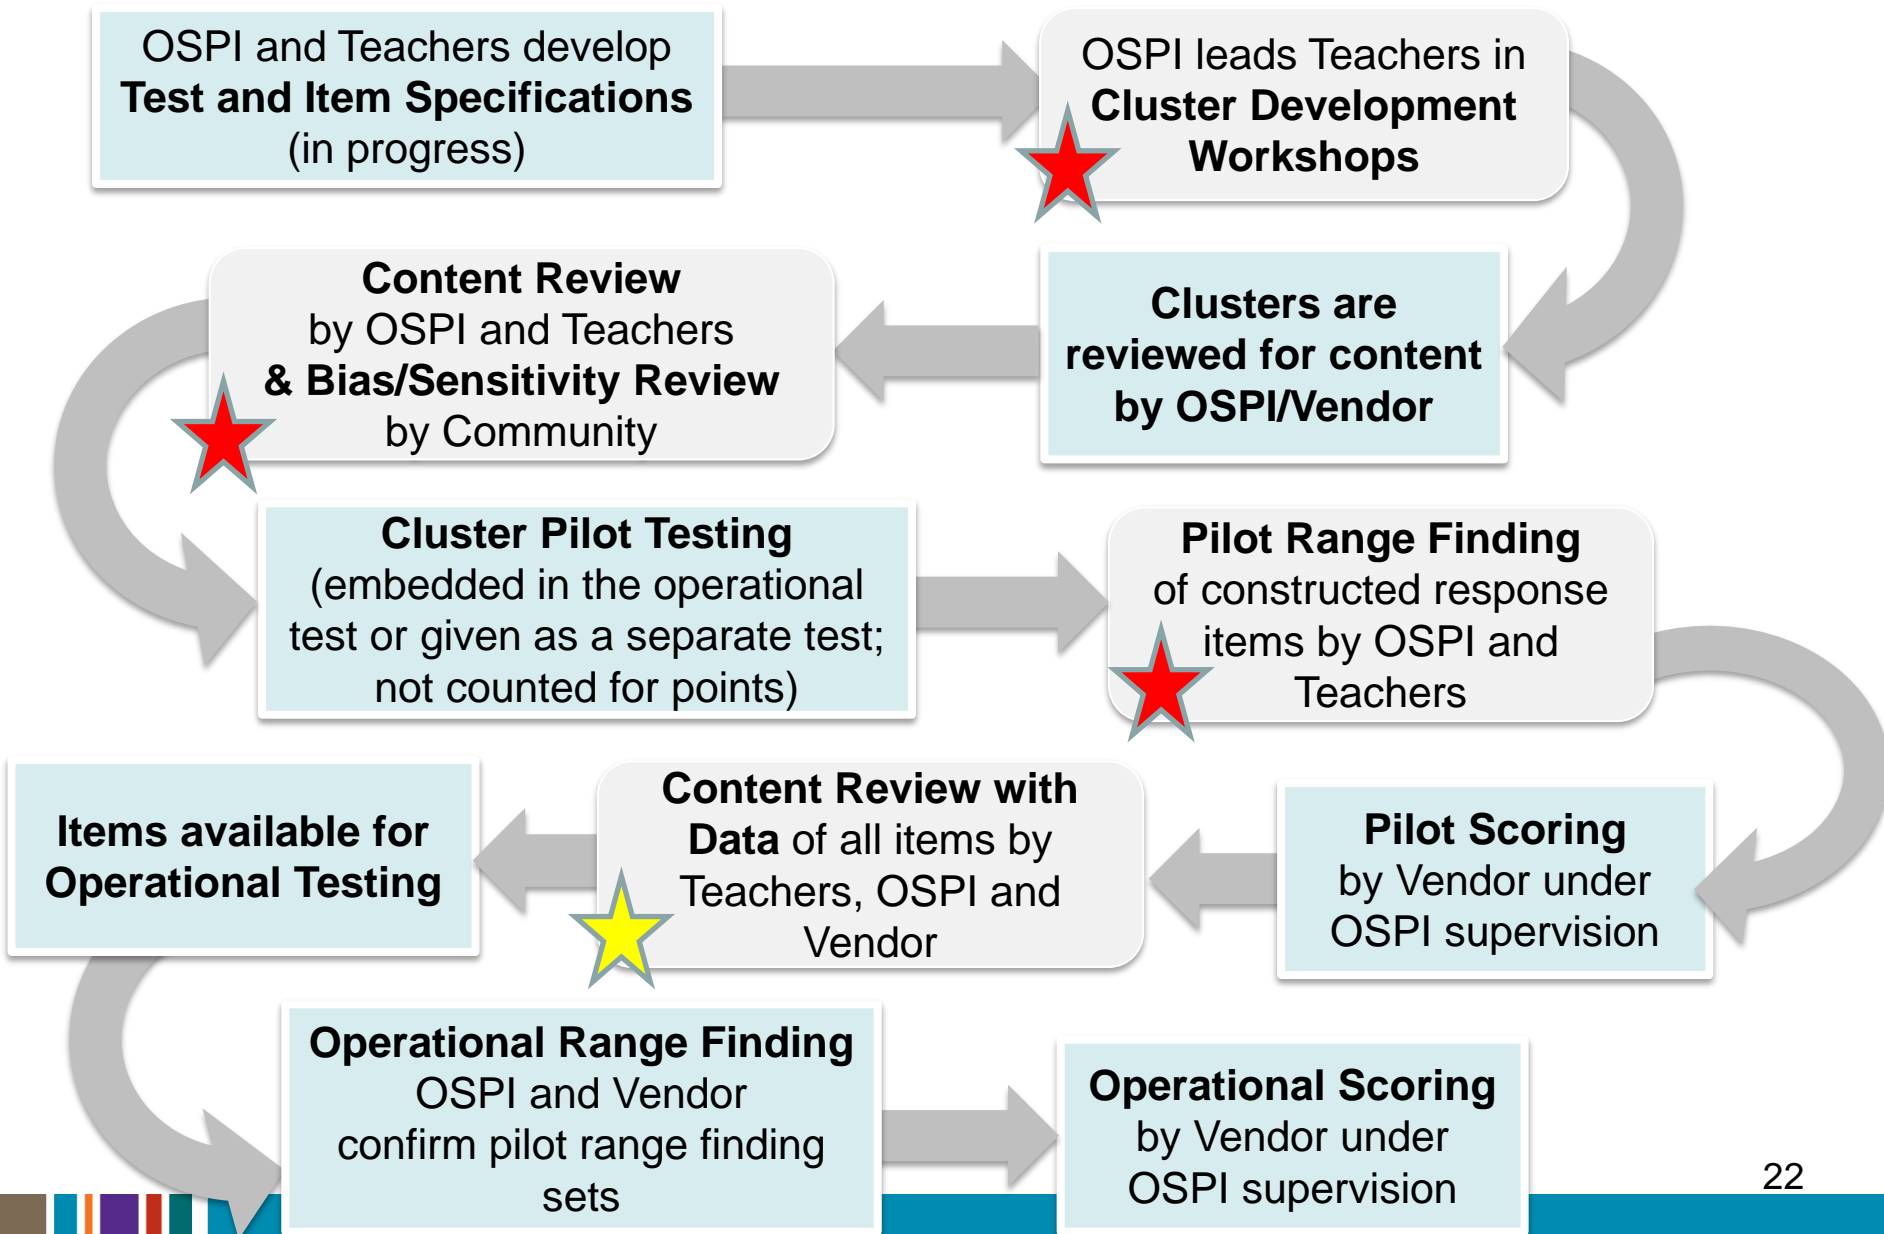 OSPI and Teachers develop
Test and Item Specifications
(in progress)
OSPI leads Teachers in
Cluster Development
Workshops
Clusters are
reviewed for content
by OSPI/Vendor
Content Review
by OSPI and Teachers
& Bias/Sensitivity Review
by Community
Cluster Pilot Testing
(embedded in the operational
test or given as a separate test;
not counted for points)
Pilot Range Finding
of constructed response
items by OSPI and
Teachers
Pilot Scoring
by Vendor under
OSPI supervision
Content Review with
Data of all items by
Teachers, OSPI and
Vendor
Items available for
Operational Testing
Operational Range Finding
OSPI and Vendor
confirm pilot range finding
sets
Operational Scoring
by Vendor under
OSPI supervision
22